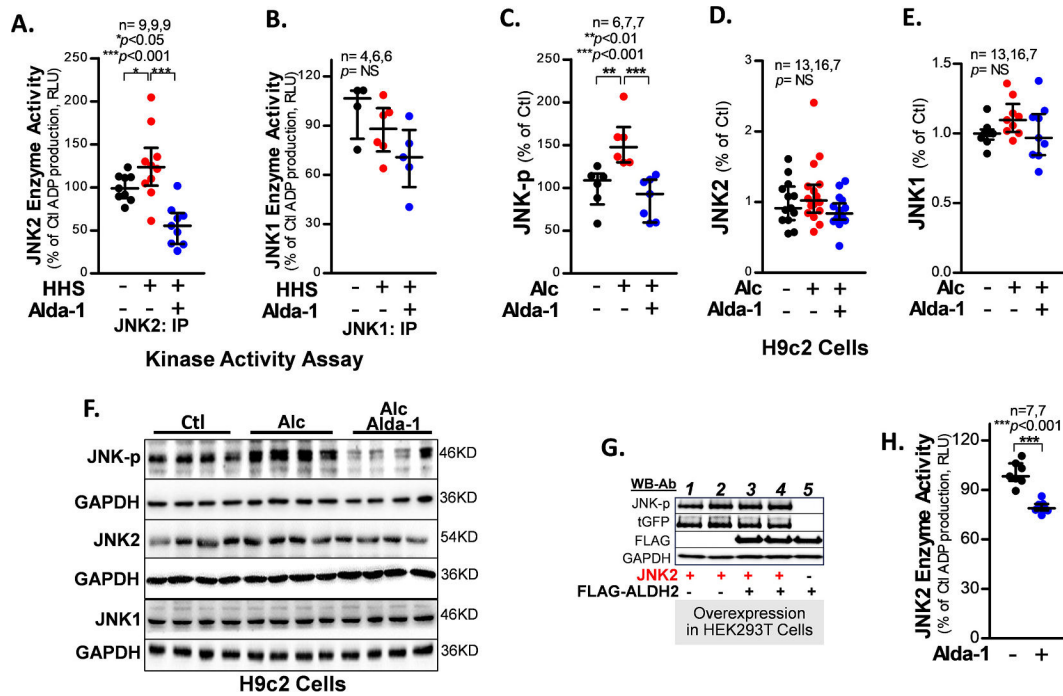 A.
n= 9,9,9
*p<0.05
***p<0.001
* ***
JNK2 Enzyme Activity
(% of Ctl ADP production, RLU)
250
200
150
100
50
0
HHS - + +
Alda-1 - - +
JNK2: IP
B.
n= 4,6,6
p= NS
JNK1 Enzyme Activity
(% of Ctl ADP production, RLU)
120
90
60
30
0
HHS - + +
Alda-1 - - +
JNK1: IP
Kinase Activity Assay
C.
n= 6,7,7
**p<0.01
***p<0.001
** ***
JNK-p (% of Ctl)
250
200
150
100
50
0
Alc - + +
Alda-1 - - +
D.
n= 13,16,7
p= NS
JNK2 (% of Ctl)
3
2
1
0
Alc - + +
Alda-1 - - +
E.
n= 13,16,7
p= NS
JNK1 (% of Ctl)
1.5
1.0
0.5
0.0
Alc - + +
Alda-1 - - +
H9c2 Cells
F.
Ctl Alc Alc
Alda-1
JNK-p 46KD
GAPDH 36KD
JNK2 54KD
GAPDH 36KD
JNK1 46KD
GAPDH 36KD
H9c2 Cells
G.
WB-Ab 1 2 3 4 5
JNK-p
tGFP
FLAG
GAPDH
JNK2 + + + + -
FLAG-ALDH2 - - + + +
Overexpression
in HEK293T Cells
H.
n=7,7
***p<0.001
***
JNK2 Enzyme Activity
(% of Ctl ADP production, RLU)
120
90
60
30
0
Alda-1 - +